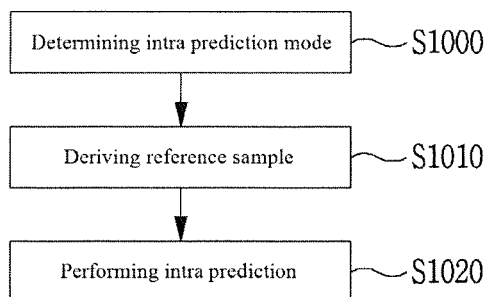 Determining intra prediction mode S1000
Deriving reference sample S1010
Performing intra prediction S1020